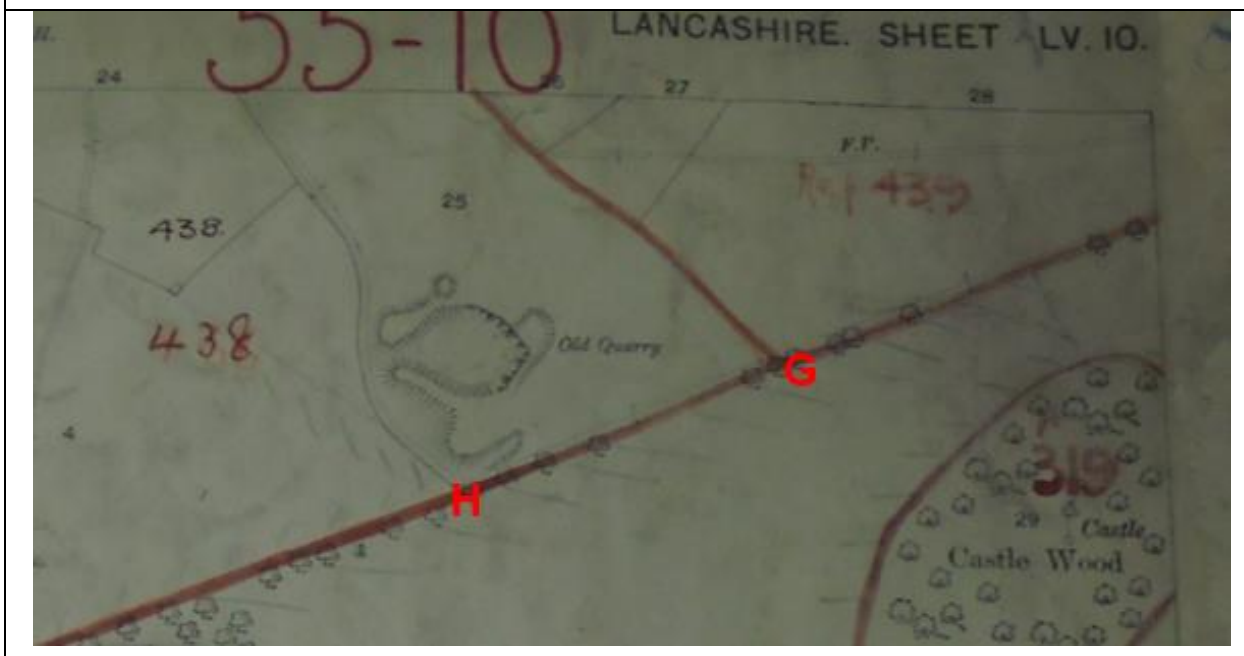 LANCASHIRE. SHEET LV. 10.
55-10
24
26
27
28
F.P.
Ref 439
25
438.
438
Old Quarry
G
4
319
H
29
Castle
Castle Wood